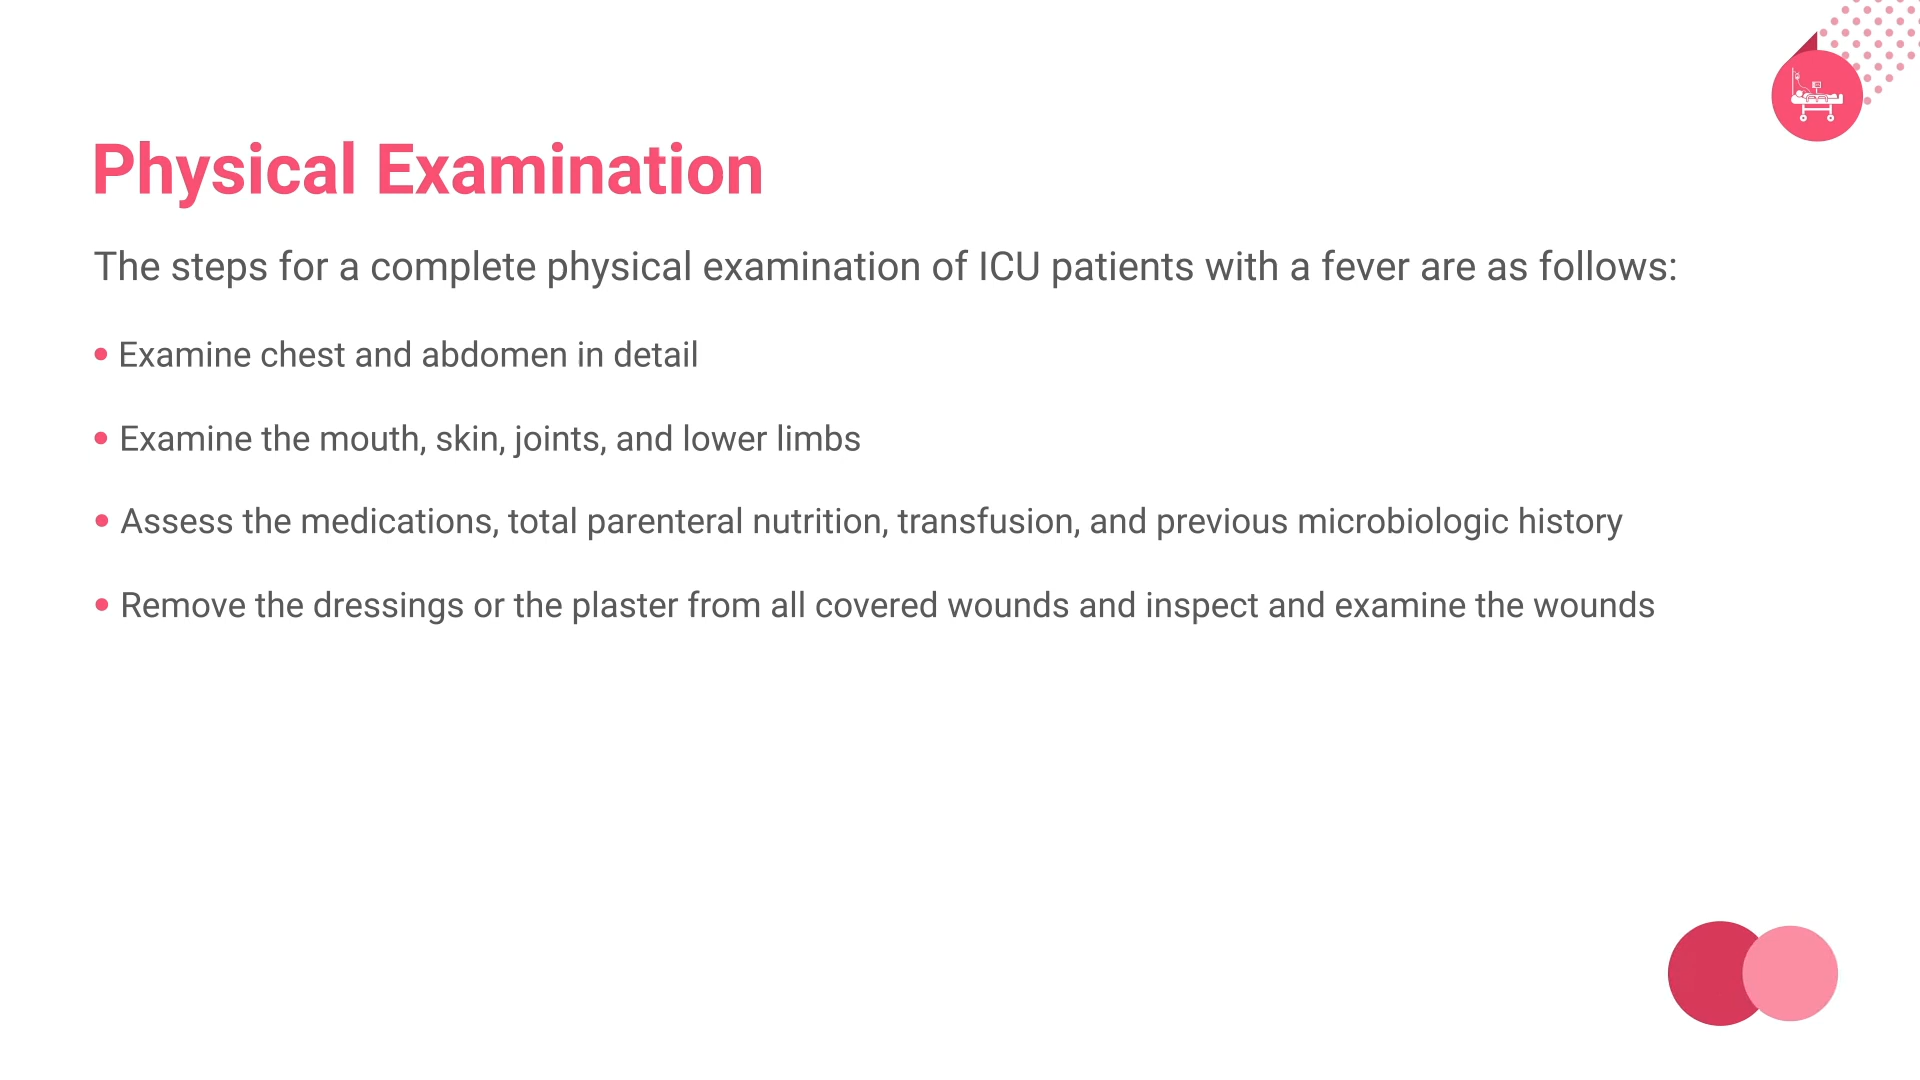 Physical Examination
The steps for a complete physical examination of ICU patients with a fever are as follows:
• Examine chest and abdomen in detail
• Examine the mouth, skin, joints, and lower limbs
• Assess the medications, total parenteral nutrition, transfusion, and previous microbiologic history
• Remove the dressings or the plaster from all covered wounds and inspect and examine the wounds